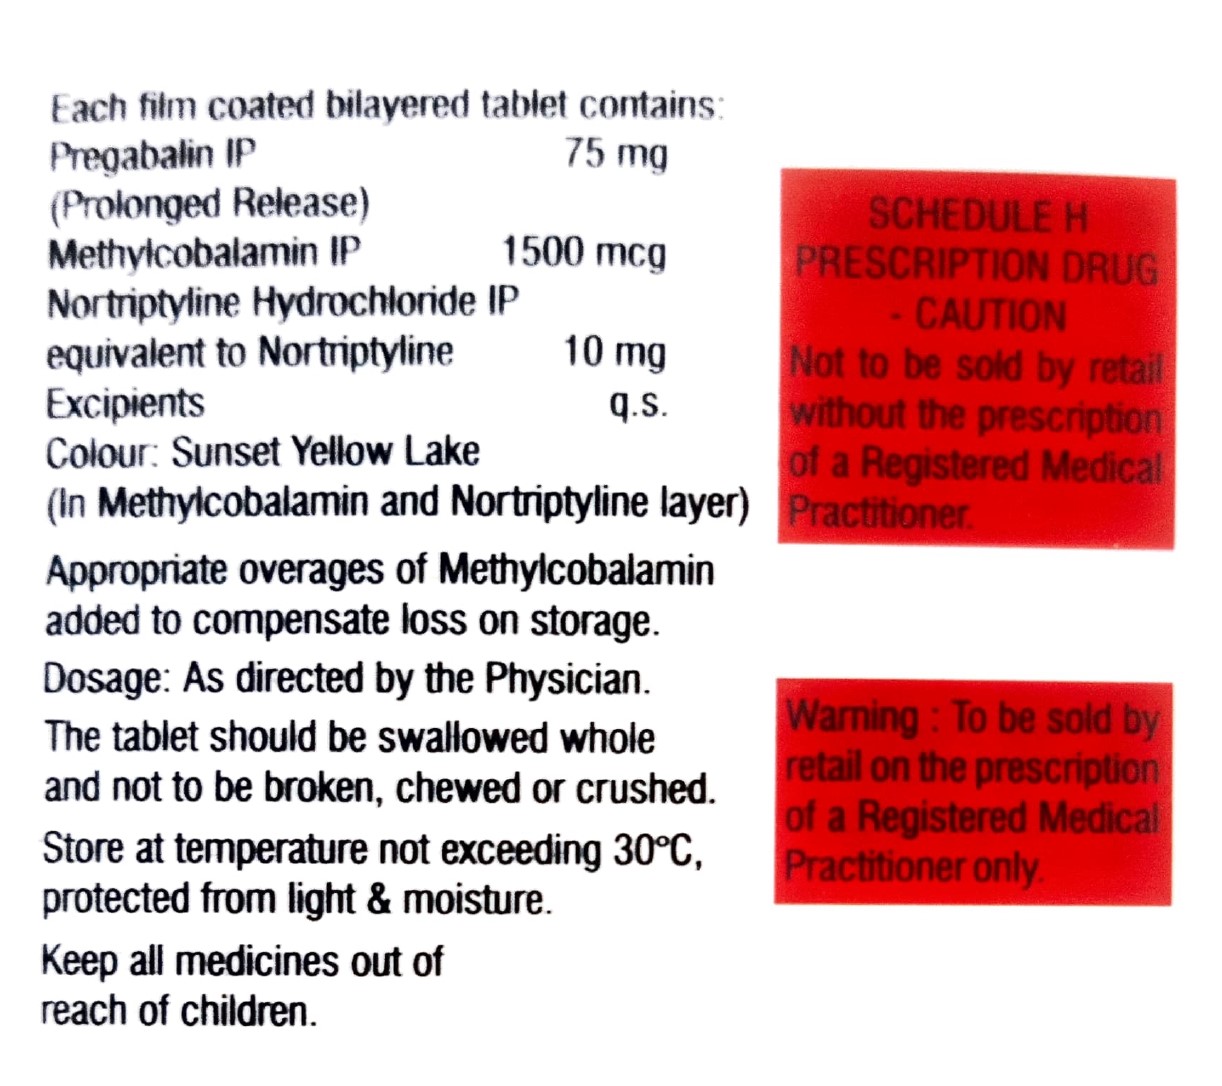 Each film coated bilayered tablet contains:
Pregabalin IP 75 mg
(Prolonged Release)
Methylcobalamin IP 1500 mcg
Nortriptyline Hydrochloride IP
equivalent to Nortriptyline 10 mg
Excipients q.s.
Colour: Sunset Yellow Lake
(In Methylcobalamin and Nortriptyline layer)
Appropriate overages of Methylcobalamin
added to compensate loss on storage.
Dosage: As directed by the Physician.
The tablet should be swallowed whole
and not to be broken, chewed or crushed.
Store at temperature not exceeding 30°C,
protected from light & moisture.
Keep all medicines out of
reach of children.
SCHEDULE H
PRESCRIPTION DRUG
- CAUTION
Not to be sold by retail
without the prescription
of a Registered Medical
Practitioner.
Warning : To be sold by
retail on the prescription
of a Registered Medical
Practitioner only.